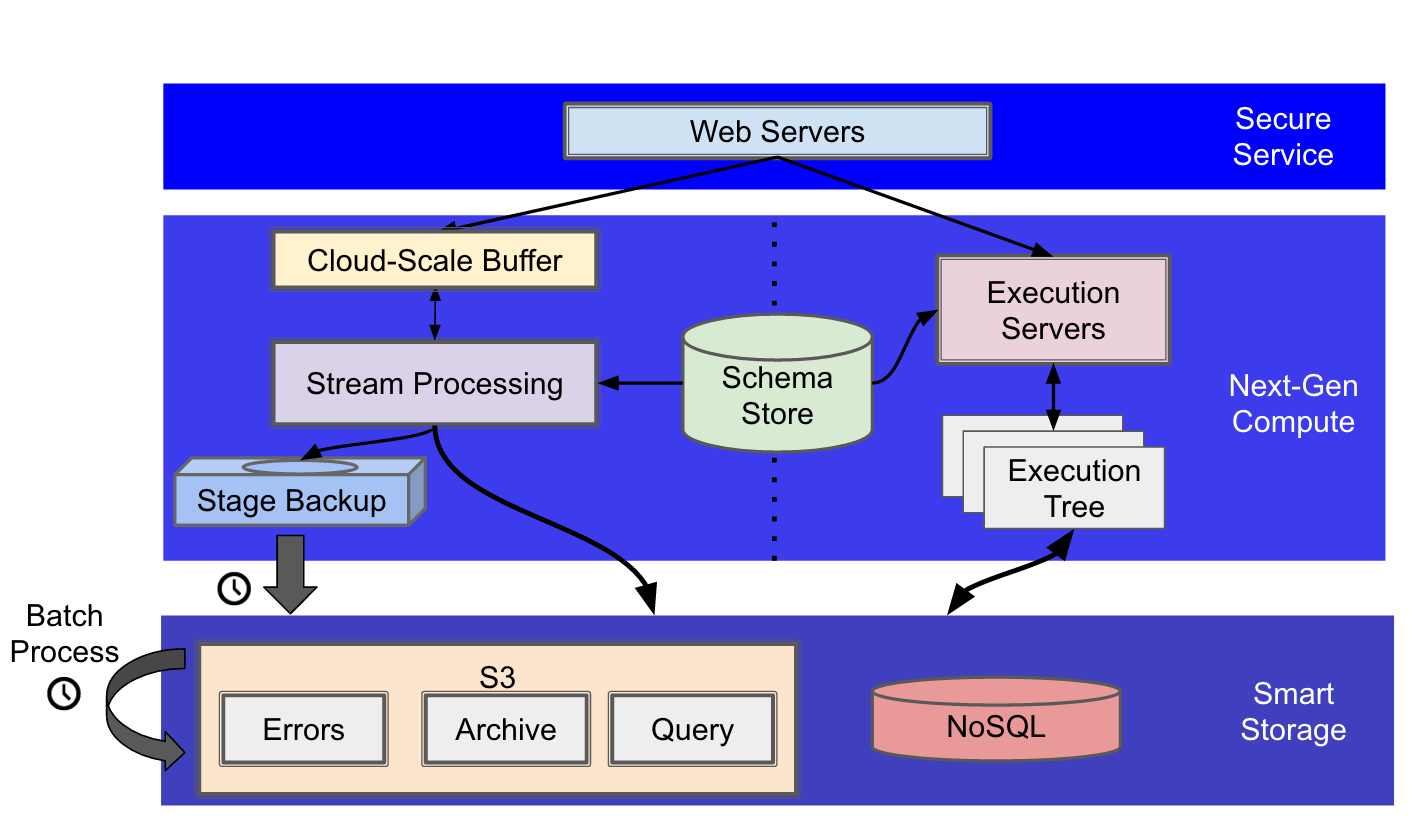 Web Servers
Secure
Service
Cloud-Scale Buffer
Execution
Servers
Stream Processing
Schema
Store
Next-Gen
Compute
Stage Backup
Execution
Tree
Batch
Process
S3
Errors
Archive
Query
NoSQL
Smart
Storage